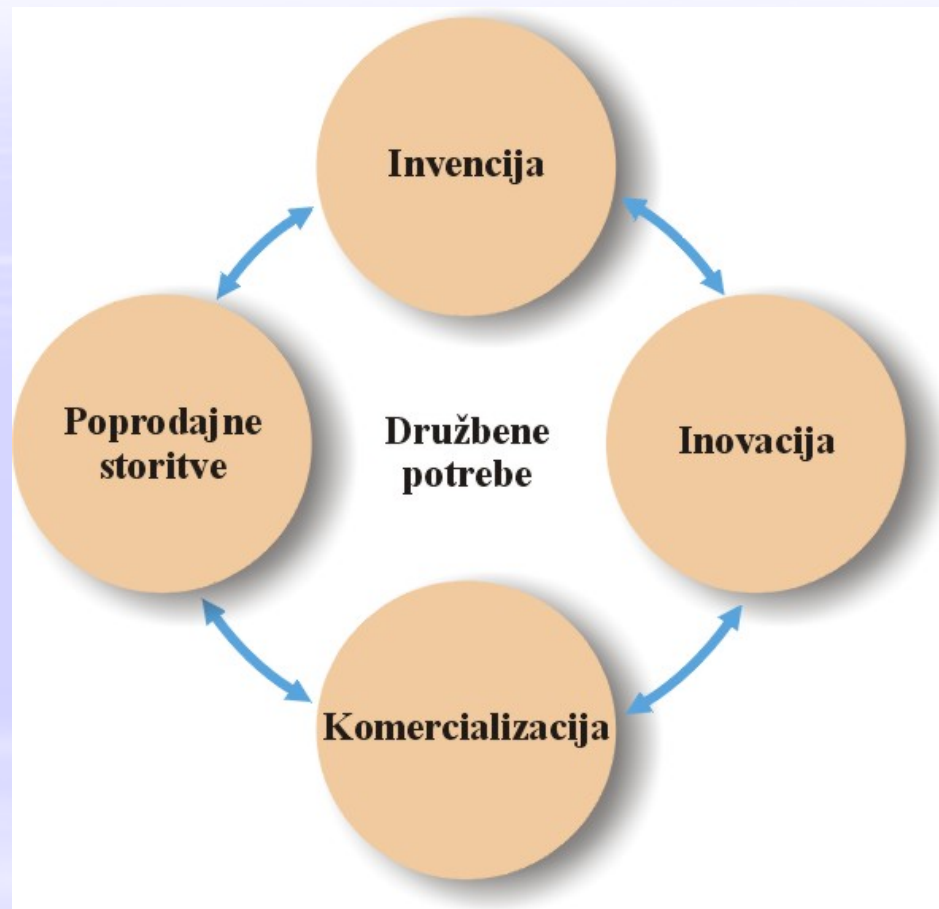 Invencija
Poprodajne
storitve
Družbene
potrebe
Inovacija
Komercializacija